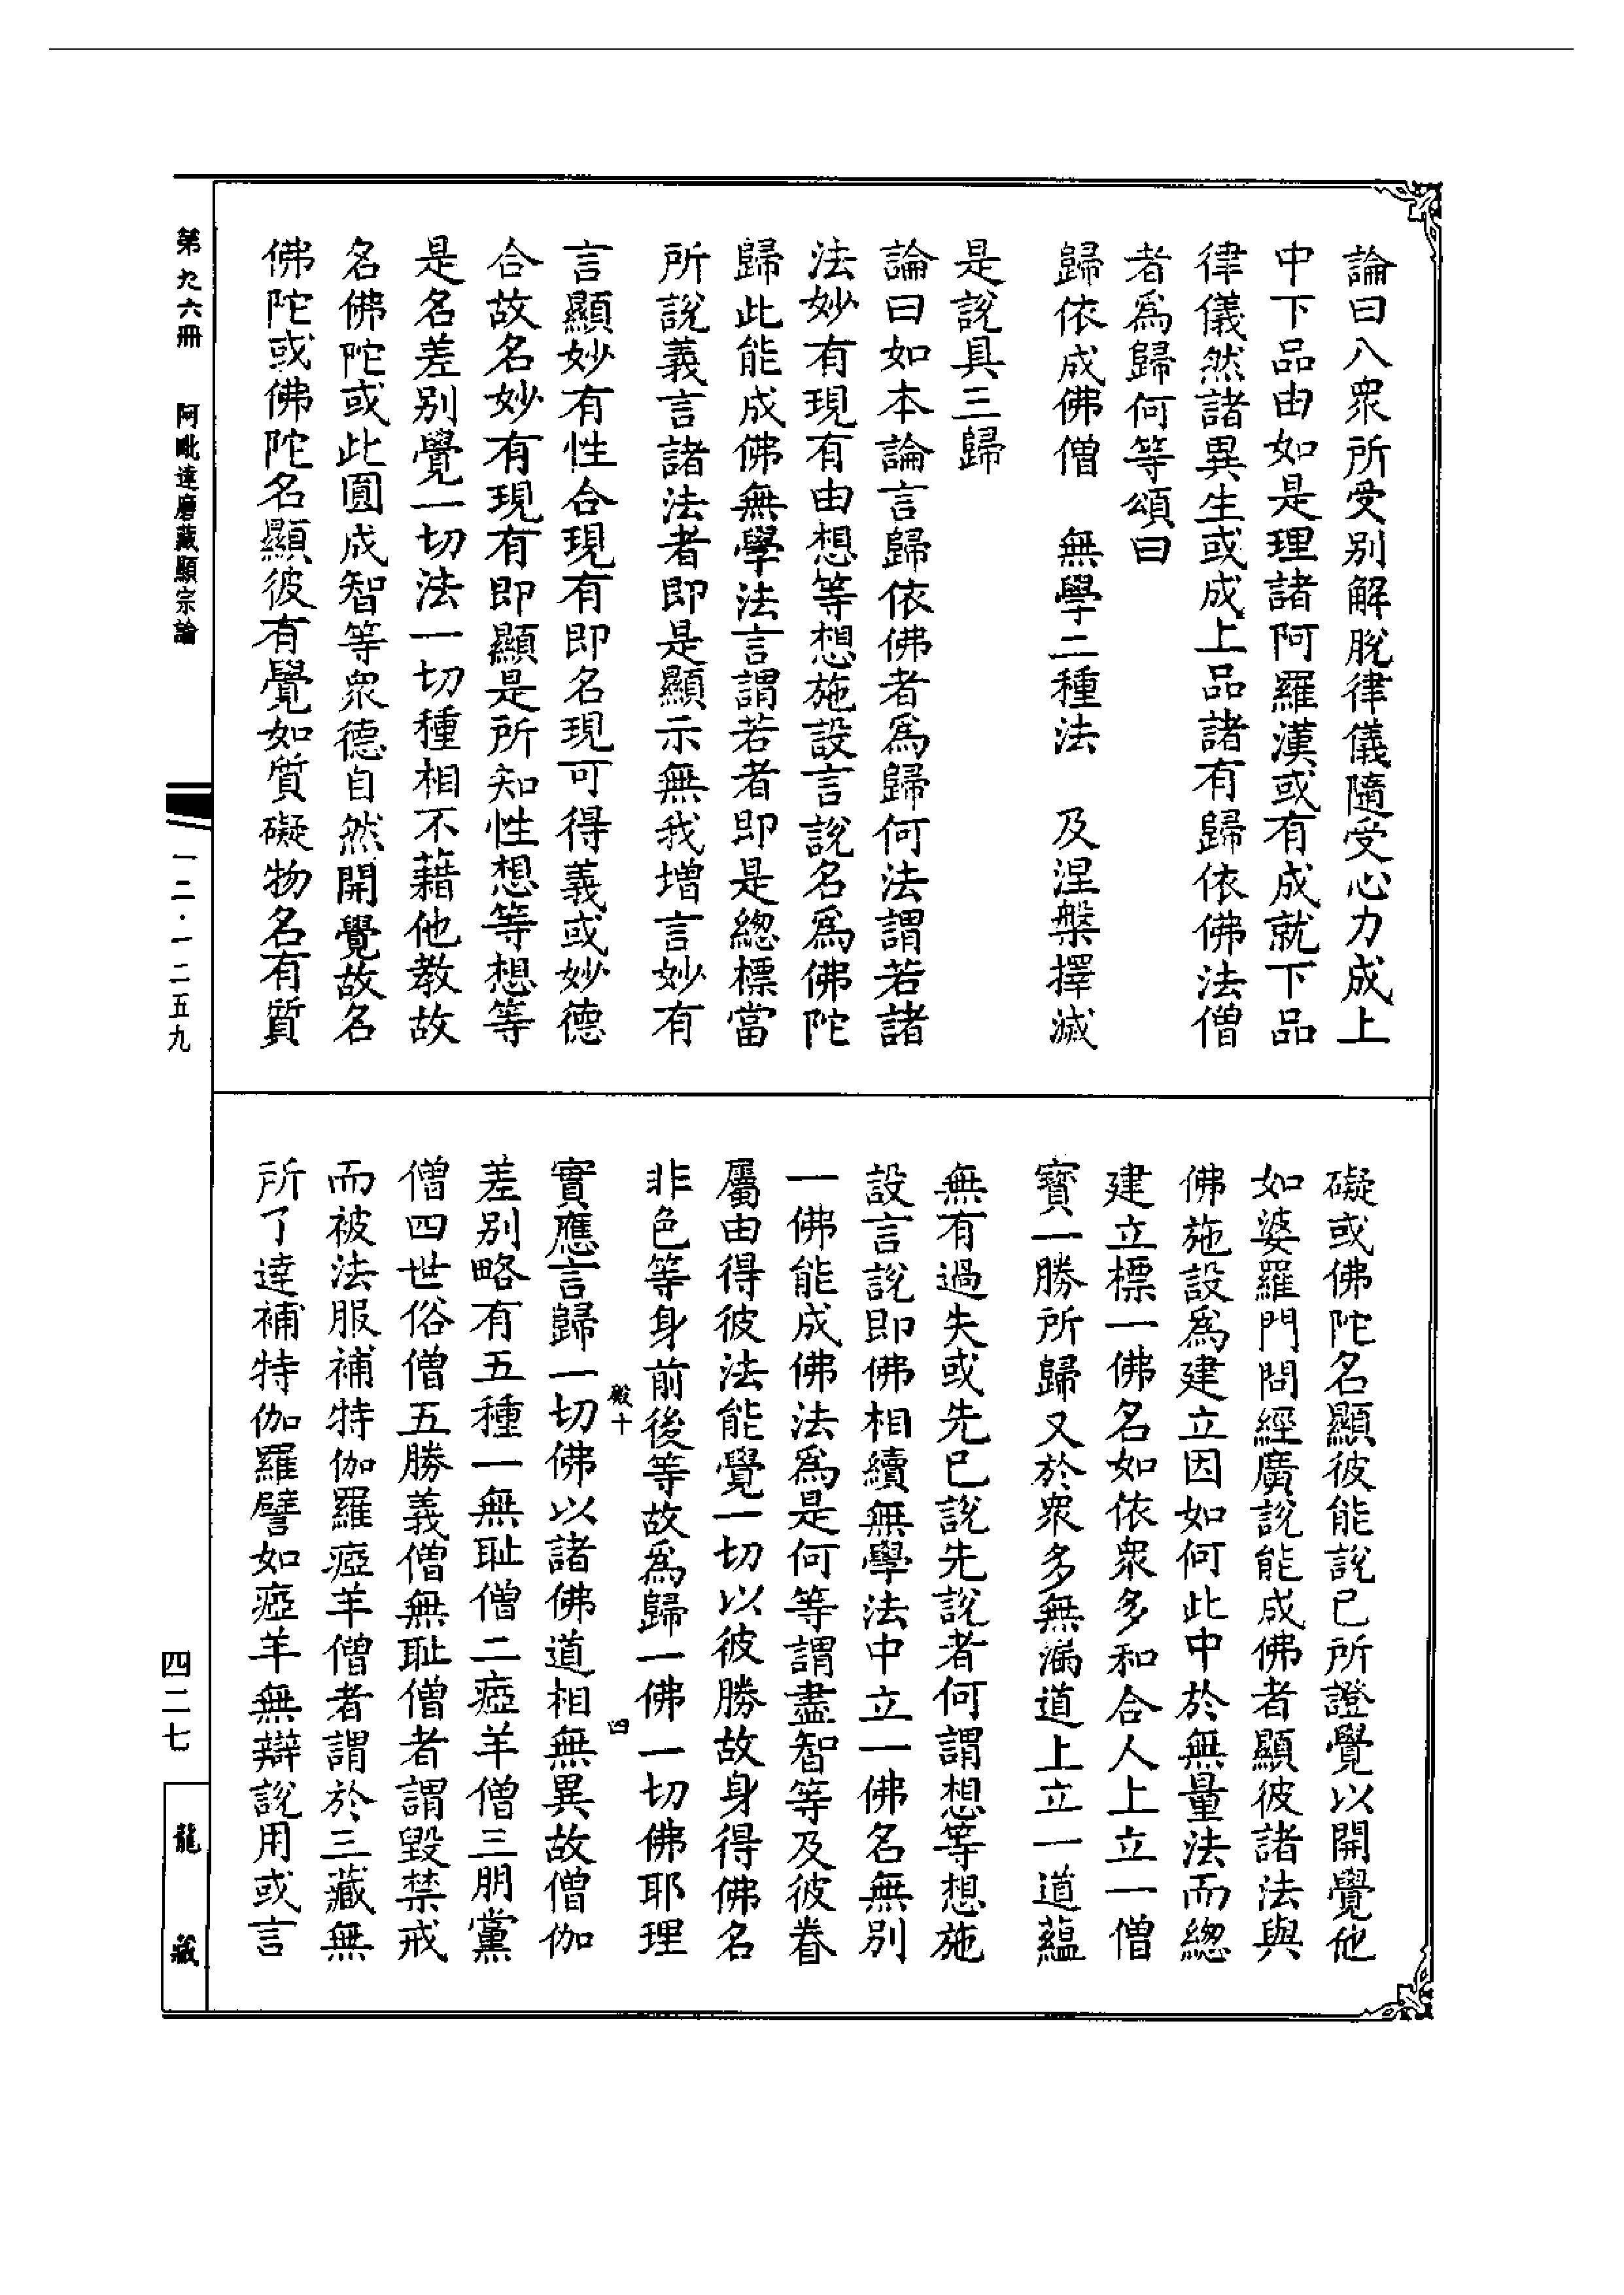 論曰八衆所受別解脫律儀隨受心力成上
中下品由如是理諸阿羅漢或有成就下品
律儀然諸異生或成上品諸有歸依佛法僧
者爲歸何等頌曰
歸依成佛僧　無學二種法　及涅槃擇滅
是說具三歸
論曰如本論言歸依佛者爲歸何法謂若諸
法妙有現有由想等想施設言說名爲佛陀
歸此能成佛無學法言謂若者即是總標當
所說義言諸法者即是顯示無我增言妙有
言顯妙有性合現有即名現可得義或妙德
合故名妙有現有即顯是所知性想等想等
是名差別覺一切法一切種相不藉他教故
名佛陀或此圓成智等衆德自然開覺故名
佛陀或佛陀名顯彼有覺如質礙物名有質
礙或佛陀名顯彼能說已所證覺以開覺他
如婆羅門問經廣說能成佛者顯彼諸法與
佛施設爲建立因如何此中於無量法而總
建立標一佛名如依衆多和合人上立一僧
寶一勝所歸又於衆多無漏道上立一道蘊
無有過失或先已說先說者何謂想等想施
設言說即佛相續無學法中立一佛名無別
一佛能成佛法爲是何等謂盡智等及彼眷
屬由得彼法能覺一切以彼勝故身得佛名
非色等身前後等故爲歸一佛一切佛耶理
殿十　四
實應言歸一切佛以諸佛道相無異故僧伽
差別略有五種一無耻僧二瘂羊僧三朋黨
僧四世俗僧五勝義僧無耻僧者謂毀禁戒
而被法服補特伽羅瘂羊僧者謂於三藏無
所了達補特伽羅譬如瘂羊無辯說用或言
第九六冊　阿毗達磨藏顯宗論
一二·一二五九
四二七
龍藏